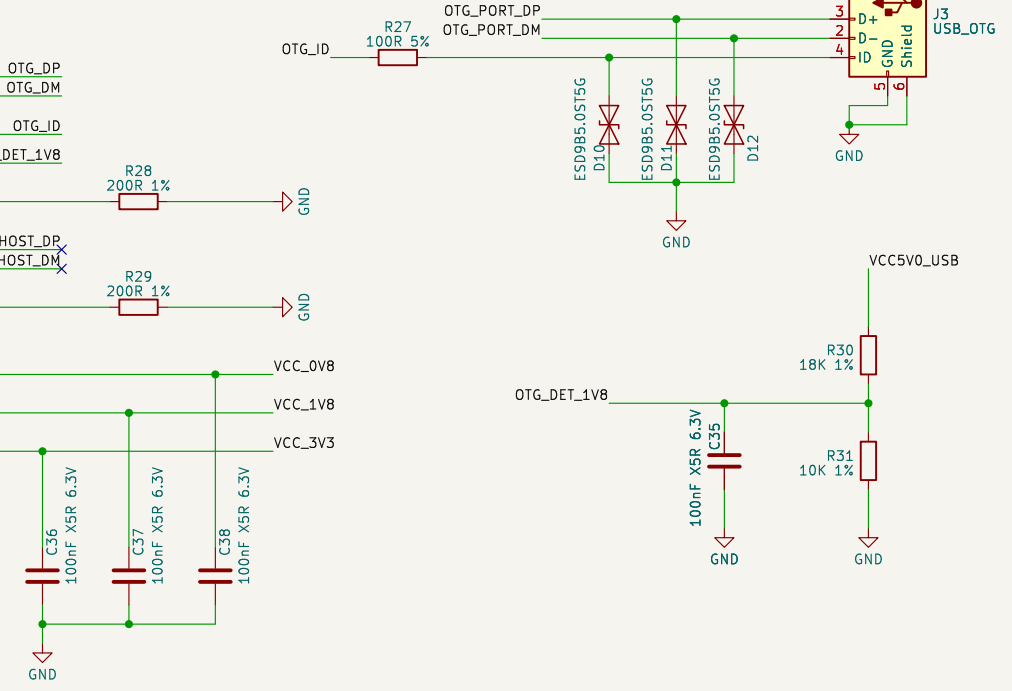 OTG_PORT_DP
OTG_PORT_DM
OTG_ID
R27
100R 5%
3
2
4
D+
D-
ID
GND
Shield
5
6
J3
USB_OTG
GND
OTG_DP
OTG_DM
OTG_ID
_DET_1V8
ESD9B5.0ST5G
D10
ESD9B5.0ST5G
D11
ESD9B5.0ST5G
D12
GND
R28
200R 1%
GND
HOST_DP
HOST_DM
R29
200R 1%
GND
VCC5V0_USB
R30
18K 1%
OTG_DET_1V8
C35
100nF X5R 6.3V
R31
10K 1%
GND
GND
VCC_0V8
VCC_1V8
VCC_3V3
C36
100nF X5R 6.3V
C37
100nF X5R 6.3V
C38
100nF X5R 6.3V
GND